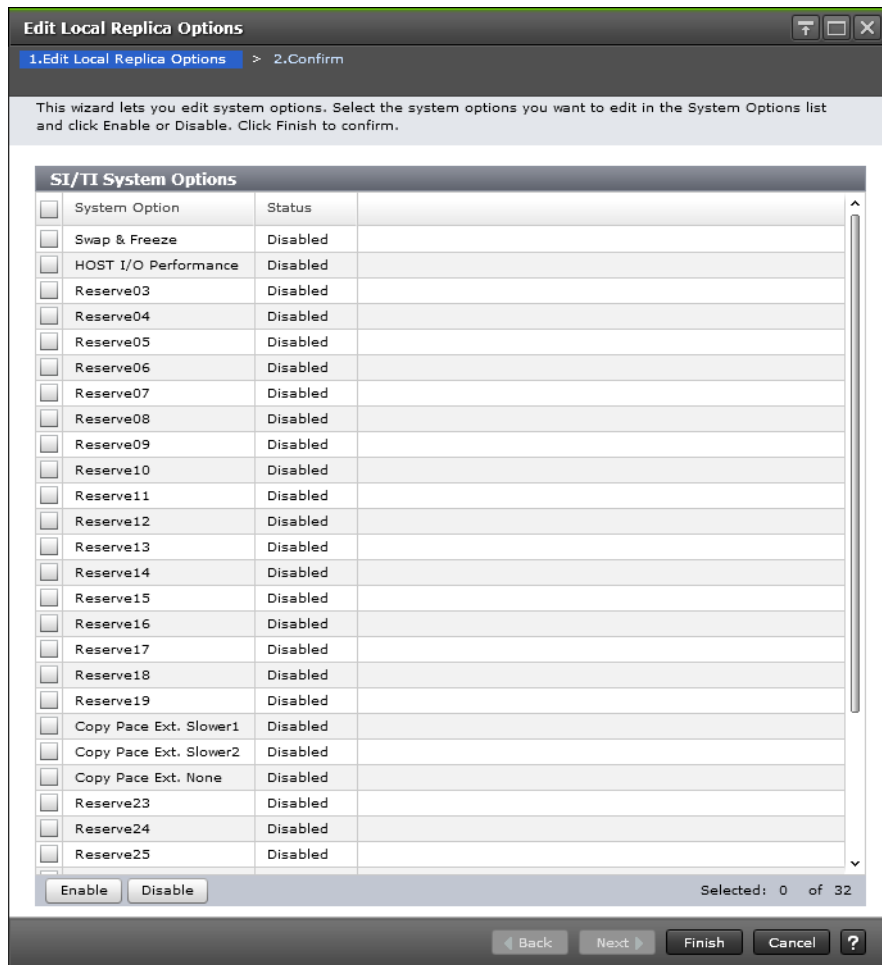 Edit Local Replica Options
1.Edit Local Replica Options > 2.Confirm
This wizard lets you edit system options. Select the system options you want to edit in the System Options list
and click Enable or Disable. Click Finish to confirm.
SI/TI System Options
System Option Status
Swap & Freeze Disabled
HOST I/O Performance Disabled
Reserve03 Disabled
Reserve04 Disabled
Reserve05 Disabled
Reserve06 Disabled
Reserve07 Disabled
Reserve08 Disabled
Reserve09 Disabled
Reserve10 Disabled
Reserve11 Disabled
Reserve12 Disabled
Reserve13 Disabled
Reserve14 Disabled
Reserve15 Disabled
Reserve16 Disabled
Reserve17 Disabled
Reserve18 Disabled
Reserve19 Disabled
Copy Pace Ext. Slower1 Disabled
Copy Pace Ext. Slower2 Disabled
Copy Pace Ext. None Disabled
Reserve23 Disabled
Reserve24 Disabled
Reserve25 Disabled
Enable Disable Selected: 0 of 32
Back Next Finish Cancel ?